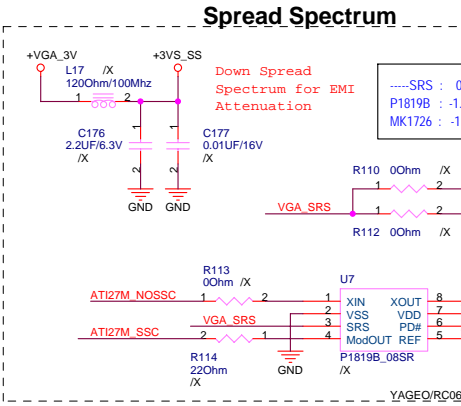 Spread Spectrum
+VGA_3V
+3VS_SS
L17 /X
120Ohm/100Mhz
1 2
Down Spread
Spectrum for EMI
Attenuation
-----SRS : 0
P1819B : -1.
MK1726 : -1
C176
2.2UF/6.3V
/X
1
2
GND
C177
0.01UF/16V
/X
1
2
GND
R110 0Ohm /X
1 2
VGA_SRS
1 2
R112 0Ohm /X
R113
0Ohm /X
ATI27M_NOSSC 1 2
VGA_SRS
ATI27M_SSC 2 1
R114
22Ohm
/X
GND
U7
1 XIN XOUT 8
2 VSS VDD 7
3 SRS PD# 6
4 ModOUT REF 5
P1819B_08SR
/X
YAGEO/RC06